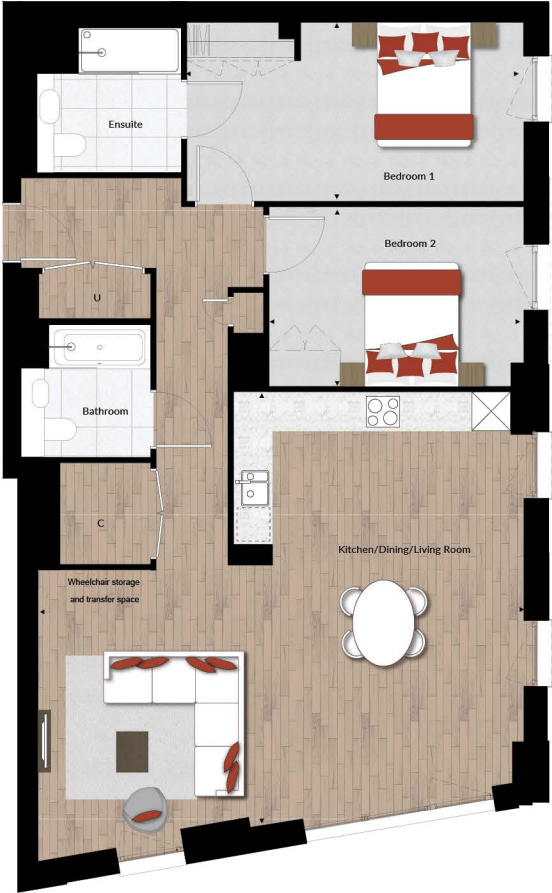 Ensuite
Bedroom 1
Bedroom 2
U
Bathroom
C
Kitchen/Dining/Living Room
Wheelchair storage
and transfer space